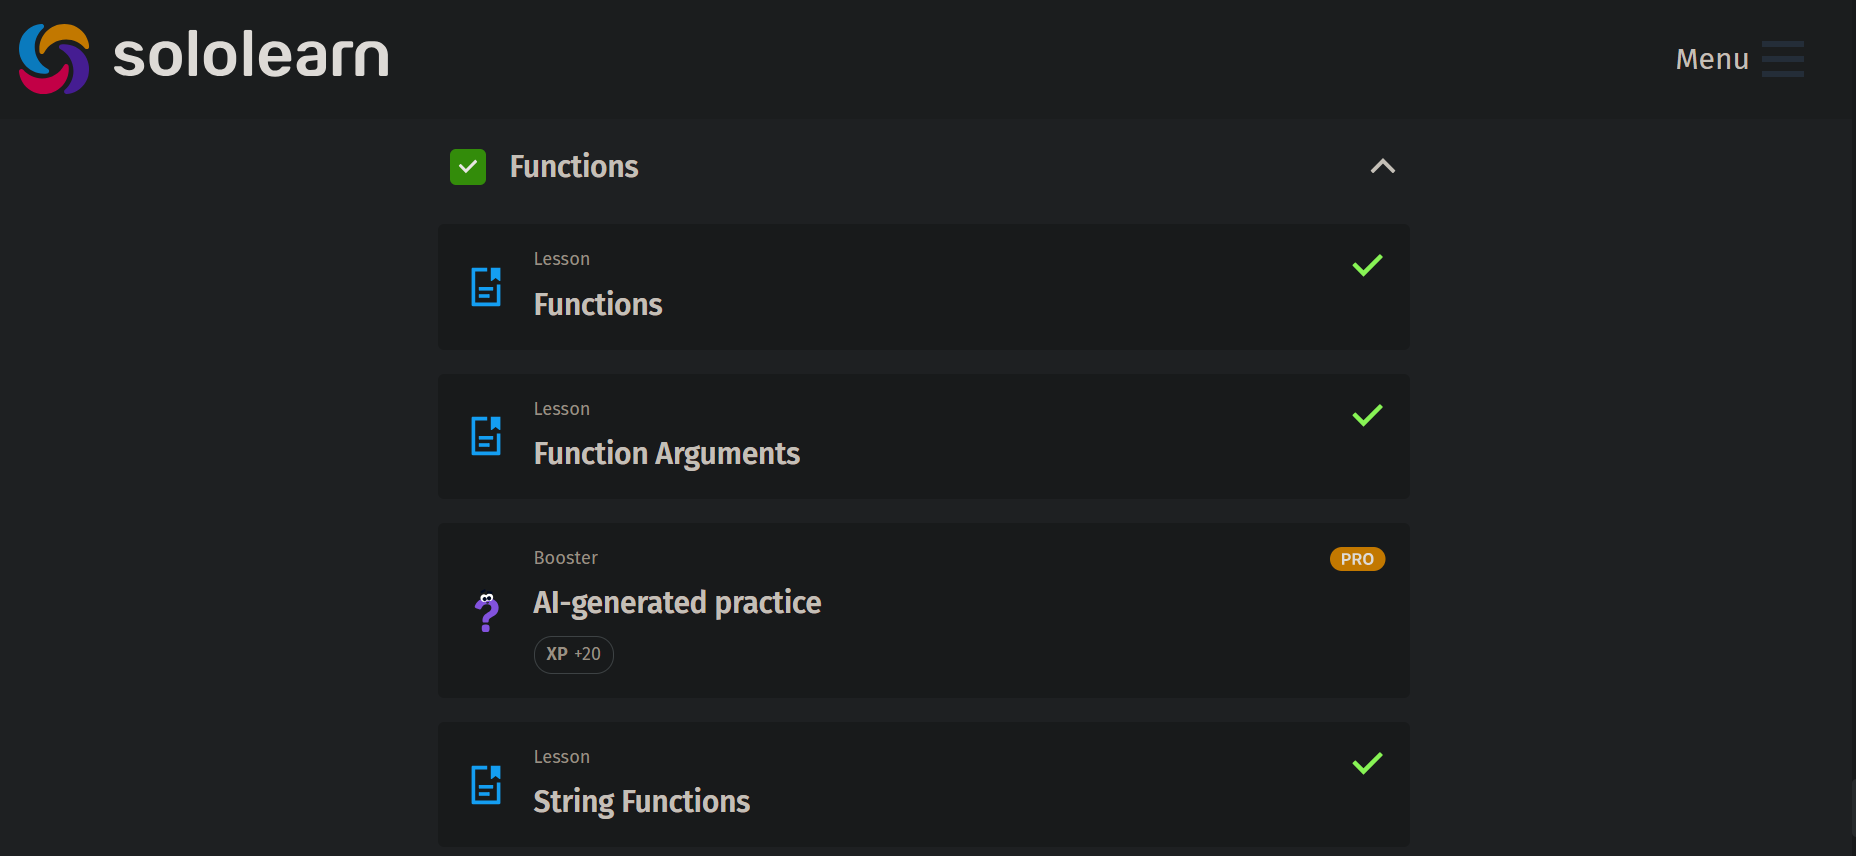 sololearn
Menu
Functions
Lesson
Functions
Lesson
Function Arguments
Booster
PRO
AI-generated practice
XP +20
Lesson
String Functions